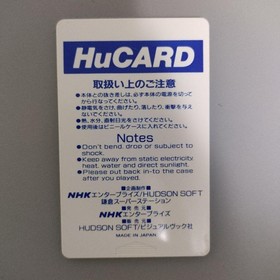 HuCARD
取扱い上のご注意
●本体との抜き差しは、必ず本体の電源を切って
から行なってください。
●静電気をさけ、曲げたり、潰したり、衝撃を与え
ないでください。
●熱、水分、直射日光をさけてください。
●使用後はビニールケースに入れてください。
Notes
●Don't bend, drop or subject to
shock.
●Keep away from static electricity
heat, water and direct sunlight.
●Please put back in-to the case
after you played.
■企画制作■
NHKエンタープライズ/HUDSON SOFT
鎌倉スーパーステーション
■発売元■
NHKエンタープライズ
■販売元■
HUDSON SOFT/ビジュアルブック社
MADE IN JAPAN